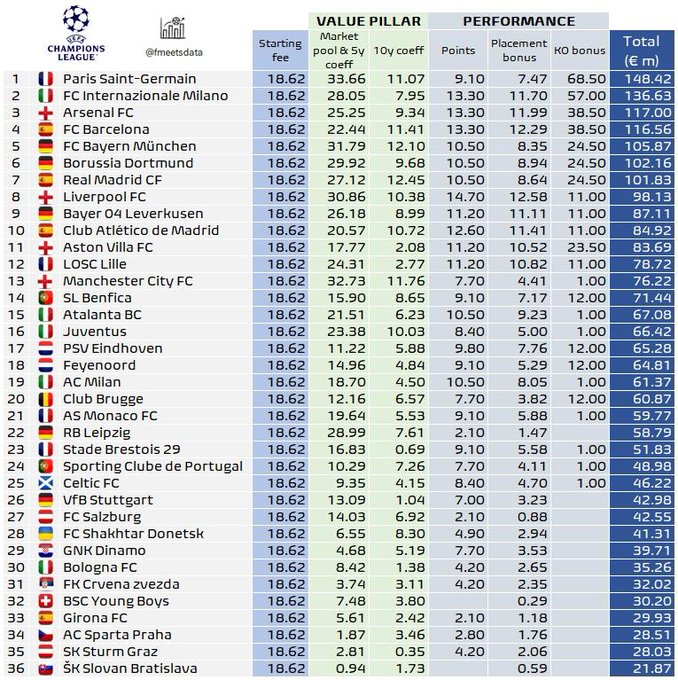 UEFA
CHAMPIONS
LEAGUE
@fmeetsdata
VALUE PILLAR PERFORMANCE
Starting fee Market pool & 5y coeff 10y coeff Points Placement bonus KO bonus Total (€ m)
1 Paris Saint-Germain 18.62 33.66 11.07 9.10 7.47 68.50 148.42
2 FC Internazionale Milano 18.62 28.05 7.95 13.30 11.70 57.00 136.63
3 Arsenal FC 18.62 25.25 9.34 13.30 11.99 38.50 117.00
4 FC Barcelona 18.62 22.44 11.41 13.30 12.29 38.50 116.56
5 FC Bayern München 18.62 31.79 12.10 10.50 8.35 24.50 105.87
6 Borussia Dortmund 18.62 29.92 9.68 10.50 8.94 24.50 102.16
7 Real Madrid CF 18.62 27.12 12.45 10.50 8.64 24.50 101.83
8 Liverpool FC 18.62 30.86 10.38 14.70 12.58 11.00 98.13
9 Bayer 04 Leverkusen 18.62 26.18 8.99 11.20 11.11 11.00 87.11
10 Club Atlético de Madrid 18.62 20.57 10.72 12.60 11.41 11.00 84.92
11 Aston Villa FC 18.62 17.77 2.08 11.20 10.52 23.50 83.69
12 LOSC Lille 18.62 24.31 2.77 11.20 10.82 11.00 78.72
13 Manchester City FC 18.62 32.73 11.76 7.70 4.41 1.00 76.22
14 SL Benfica 18.62 15.90 8.65 9.10 7.17 12.00 71.44
15 Atalanta BC 18.62 21.51 6.23 10.50 9.23 1.00 67.08
16 Juventus 18.62 23.38 10.03 8.40 5.00 1.00 66.42
17 PSV Eindhoven 18.62 11.22 5.88 9.80 7.76 12.00 65.28
18 Feyenoord 18.62 14.96 4.84 9.10 5.29 12.00 64.81
19 AC Milan 18.62 18.70 4.50 10.50 8.05 1.00 61.37
20 Club Brugge 18.62 12.16 6.57 7.70 3.82 12.00 60.87
21 AS Monaco FC 18.62 19.64 5.53 9.10 5.88 1.00 59.77
22 RB Leipzig 18.62 28.99 7.61 2.10 1.47 58.79
23 Stade Brestois 29 18.62 16.83 0.69 9.10 5.58 1.00 51.83
24 Sporting Clube de Portugal 18.62 10.29 7.26 7.70 4.11 1.00 48.98
25 Celtic FC 18.62 9.35 4.15 8.40 4.70 1.00 46.22
26 VfB Stuttgart 18.62 13.09 1.04 7.00 3.23 42.98
27 FC Salzburg 18.62 14.03 6.92 2.10 0.88 42.55
28 FC Shakhtar Donetsk 18.62 6.55 8.30 4.90 2.94 41.31
29 GNK Dinamo 18.62 4.68 5.19 7.70 3.53 39.71
30 Bologna FC 18.62 8.42 1.38 4.20 2.65 35.26
31 FK Crvena zvezda 18.62 3.74 3.11 4.20 2.35 32.02
32 BSC Young Boys 18.62 7.48 3.80 0.29 30.20
33 Girona FC 18.62 5.61 2.42 2.10 1.18 29.93
34 AC Sparta Praha 18.62 1.87 3.46 2.80 1.76 28.51
35 SK Sturm Graz 18.62 2.81 0.35 4.20 2.06 28.03
36 ŠK Slovan Bratislava 18.62 0.94 1.73 0.59 21.87